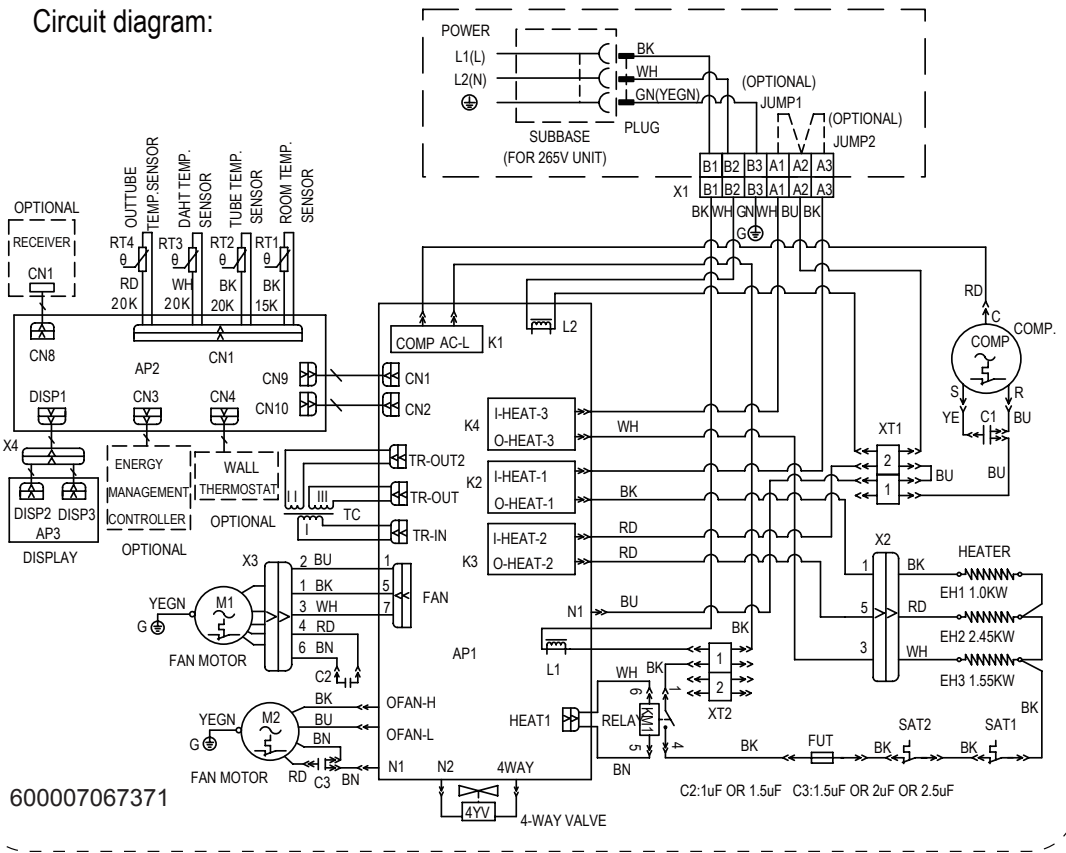 Circuit diagram:
POWER
L1(L)
L2(N)
BK
WH
GN(YEGN)
PLUG
SUBBASE
(FOR 265V UNIT)
(OPTIONAL)
JUMP1
(OPTIONAL)
JUMP2
B1 B2 B3 A1 A2 A3
X1 B1 B2 B3 A1 A2 A3
BK WH GN WH BU BK
G
OUTTUBE
TEMP.SENSOR
DAHT TEMP.
SENSOR
TUBE TEMP.
SENSOR
ROOM TEMP.
SENSOR
OPTIONAL
RECEIVER
CN1
RT4 RT3 RT2 RT1
θ θ θ θ
RD WH BK BK
20K 20K 20K 15K
CN8
CN1
AP2
DISP1 CN3 CN4
CN9 CN1
CN10 CN2
X4
DISP2 DISP3
AP3
DISPLAY
ENERGY
MANAGEMENT
CONTROLLER
OPTIONAL
WALL
THERMOSTAT
OPTIONAL
COMP AC-L K1
L2
RD
C
COMP.
COMP
S R
YE C1 BU
BU
K4
I-HEAT-3
O-HEAT-3
WH
K2
I-HEAT-1
O-HEAT-1
BK
K3
I-HEAT-2
O-HEAT-2
RD
RD
TR-OUT2
TR-OUT
TR-IN
II III
I
TC
XT1
2
1
BU
X3
2 BU 1
1 BK 5
3 WH 7
4 RD
6 BN
C2
FAN
YEGN
G
M1
FAN MOTOR
N1
BU
AP1
L1
X2
1
5
3
BK
RD
WH
HEATER
EH1 1.0KW
EH2 2.45KW
EH3 1.55KW
BK
BK
1
2
XT2
BK
WH
6
1
HEAT1
RELAY
KM1
5
4
BN
BK
FUT
BK
SAT2
BK
SAT1
YEGN
G
M2
FAN MOTOR
BK OFAN-H
BU OFAN-L
BN
RD C3 BN N1
N2 4WAY
4YV
4-WAY VALVE
C2:1uF OR 1.5uF C3:1.5uF OR 2uF OR 2.5uF
600007067371